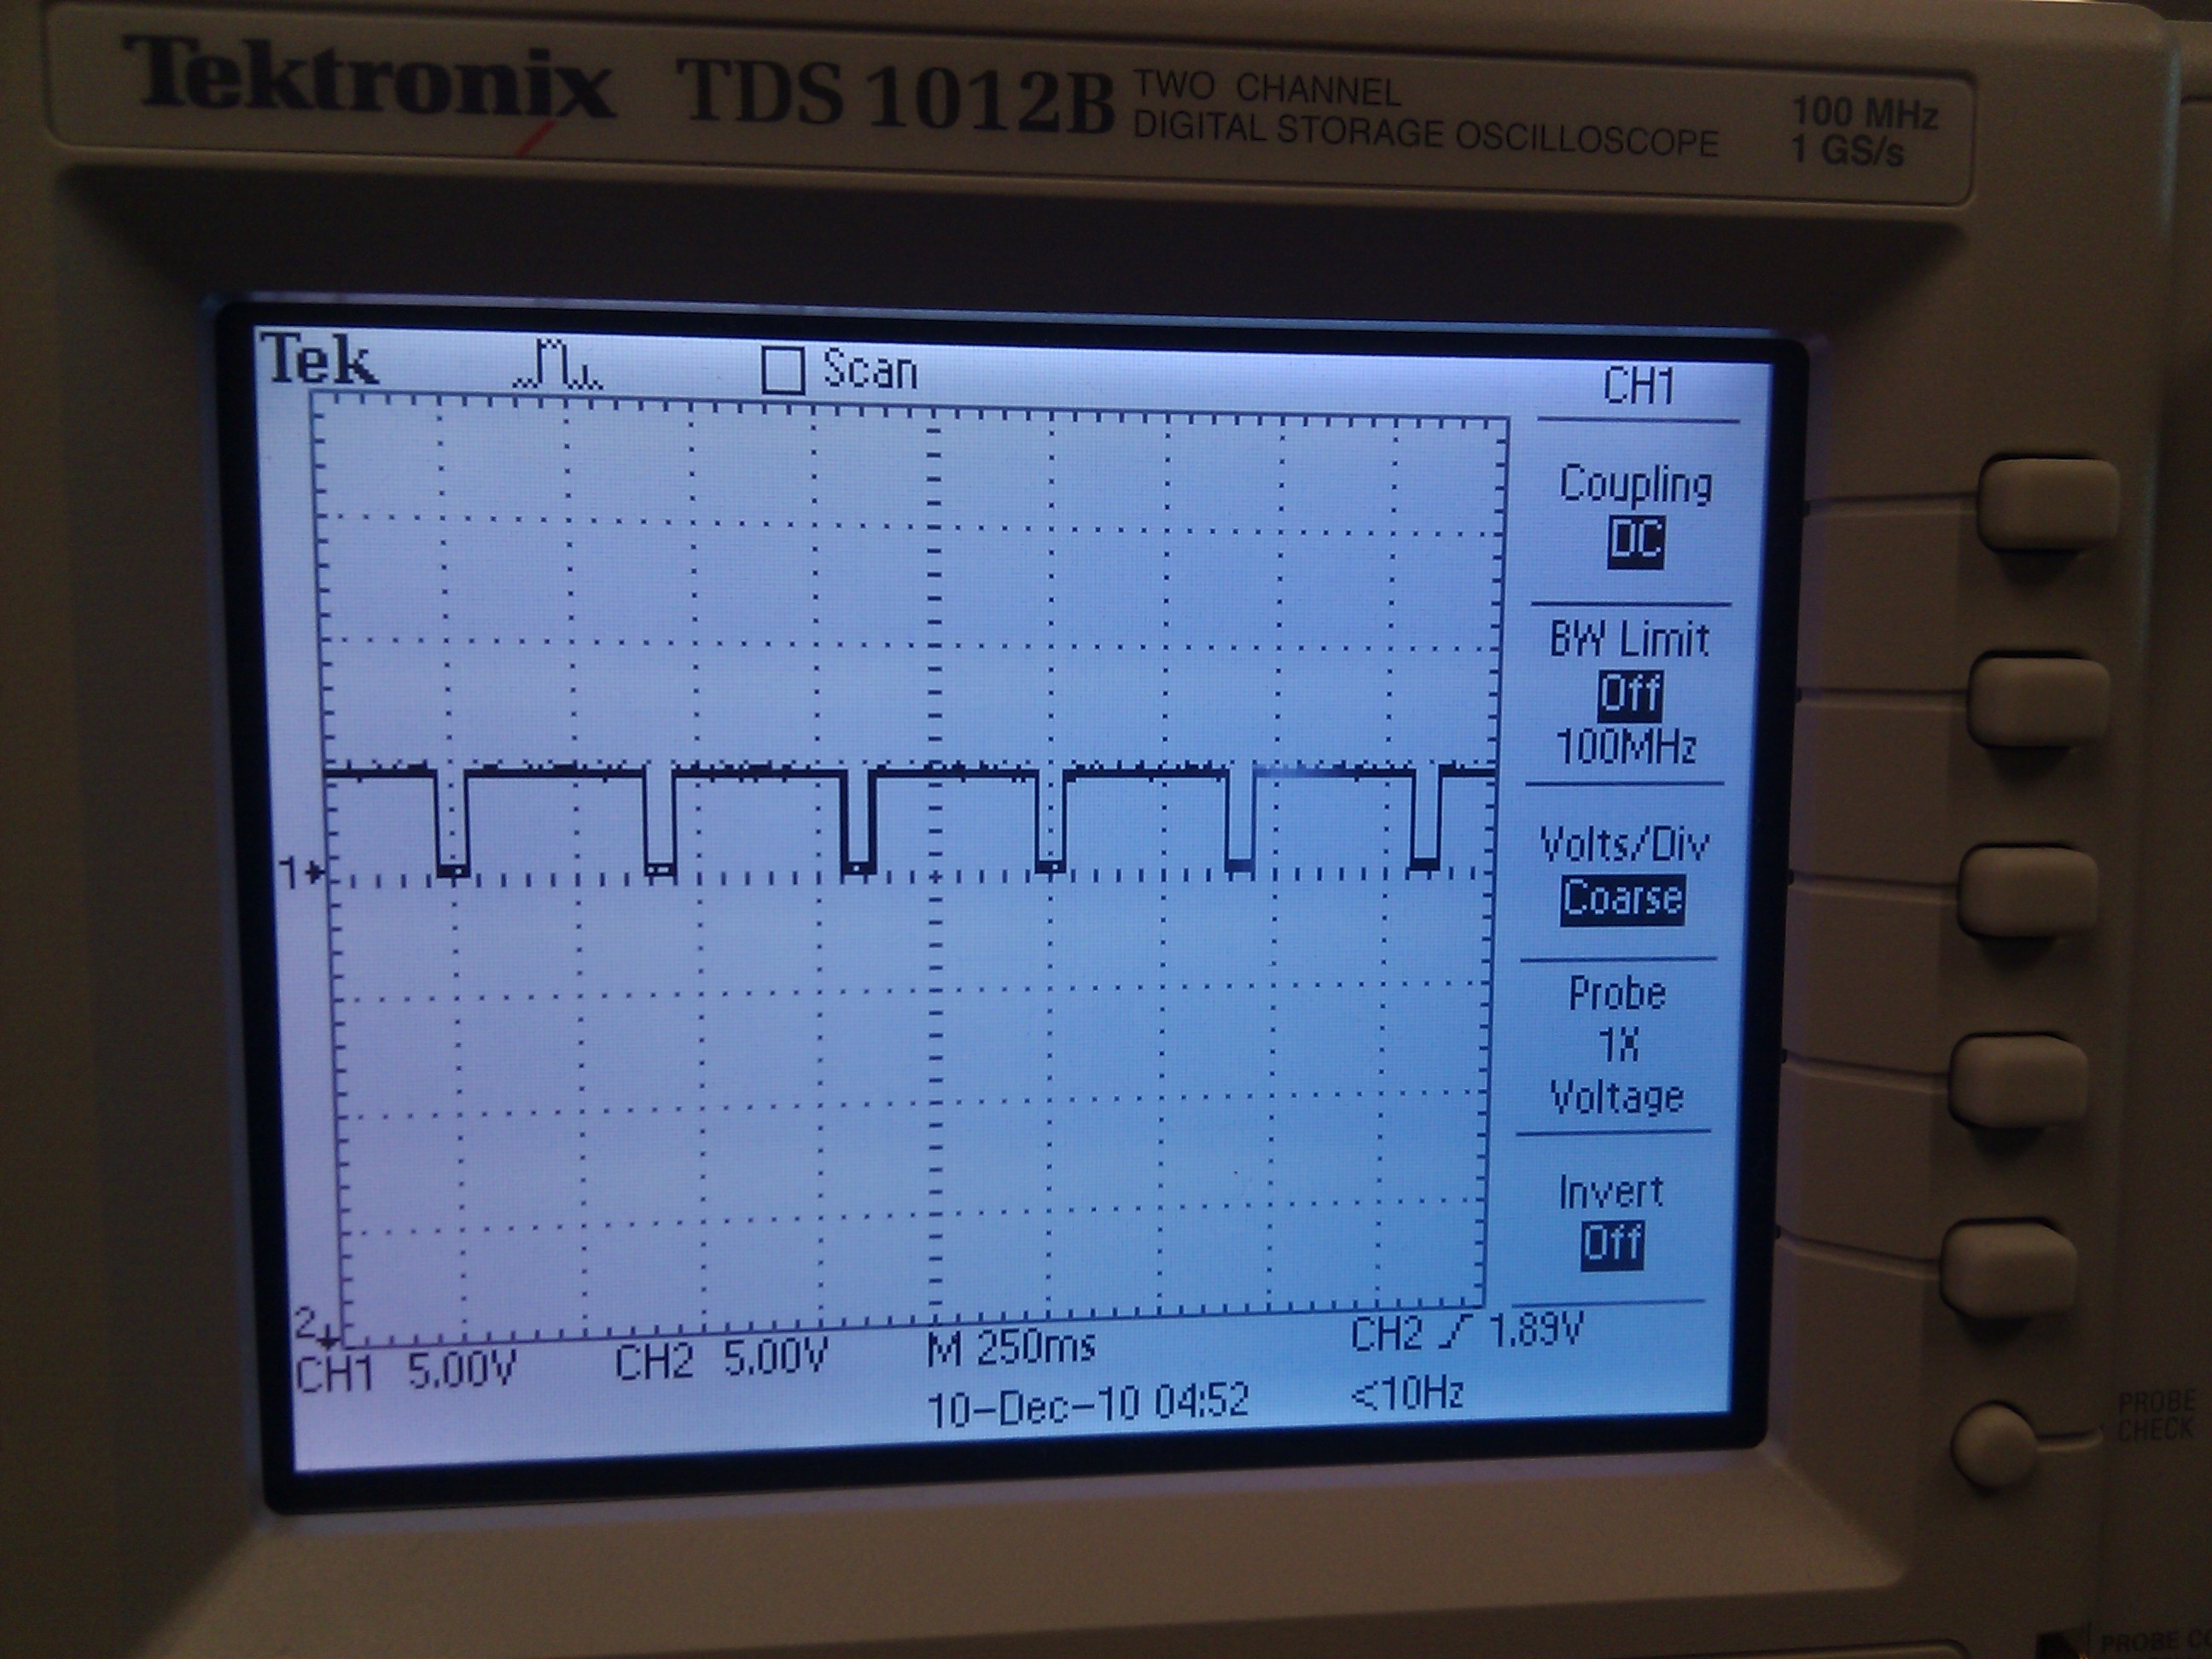 Tektronix TDS 1012B TWO CHANNEL
DIGITAL STORAGE OSCILLOSCOPE
100 MHz
1 GS/s
Tek Scan CH1
Coupling
DC
BW Limit
Off
100MHz
Volts/Div
Coarse
Probe
1X
Voltage
Invert
Off
1
2
CH1 5.00V CH2 5.00V M 250ms CH2 1.89V
10-Dec-10 04:52 <10Hz
PROBE
CHECK
PROBE